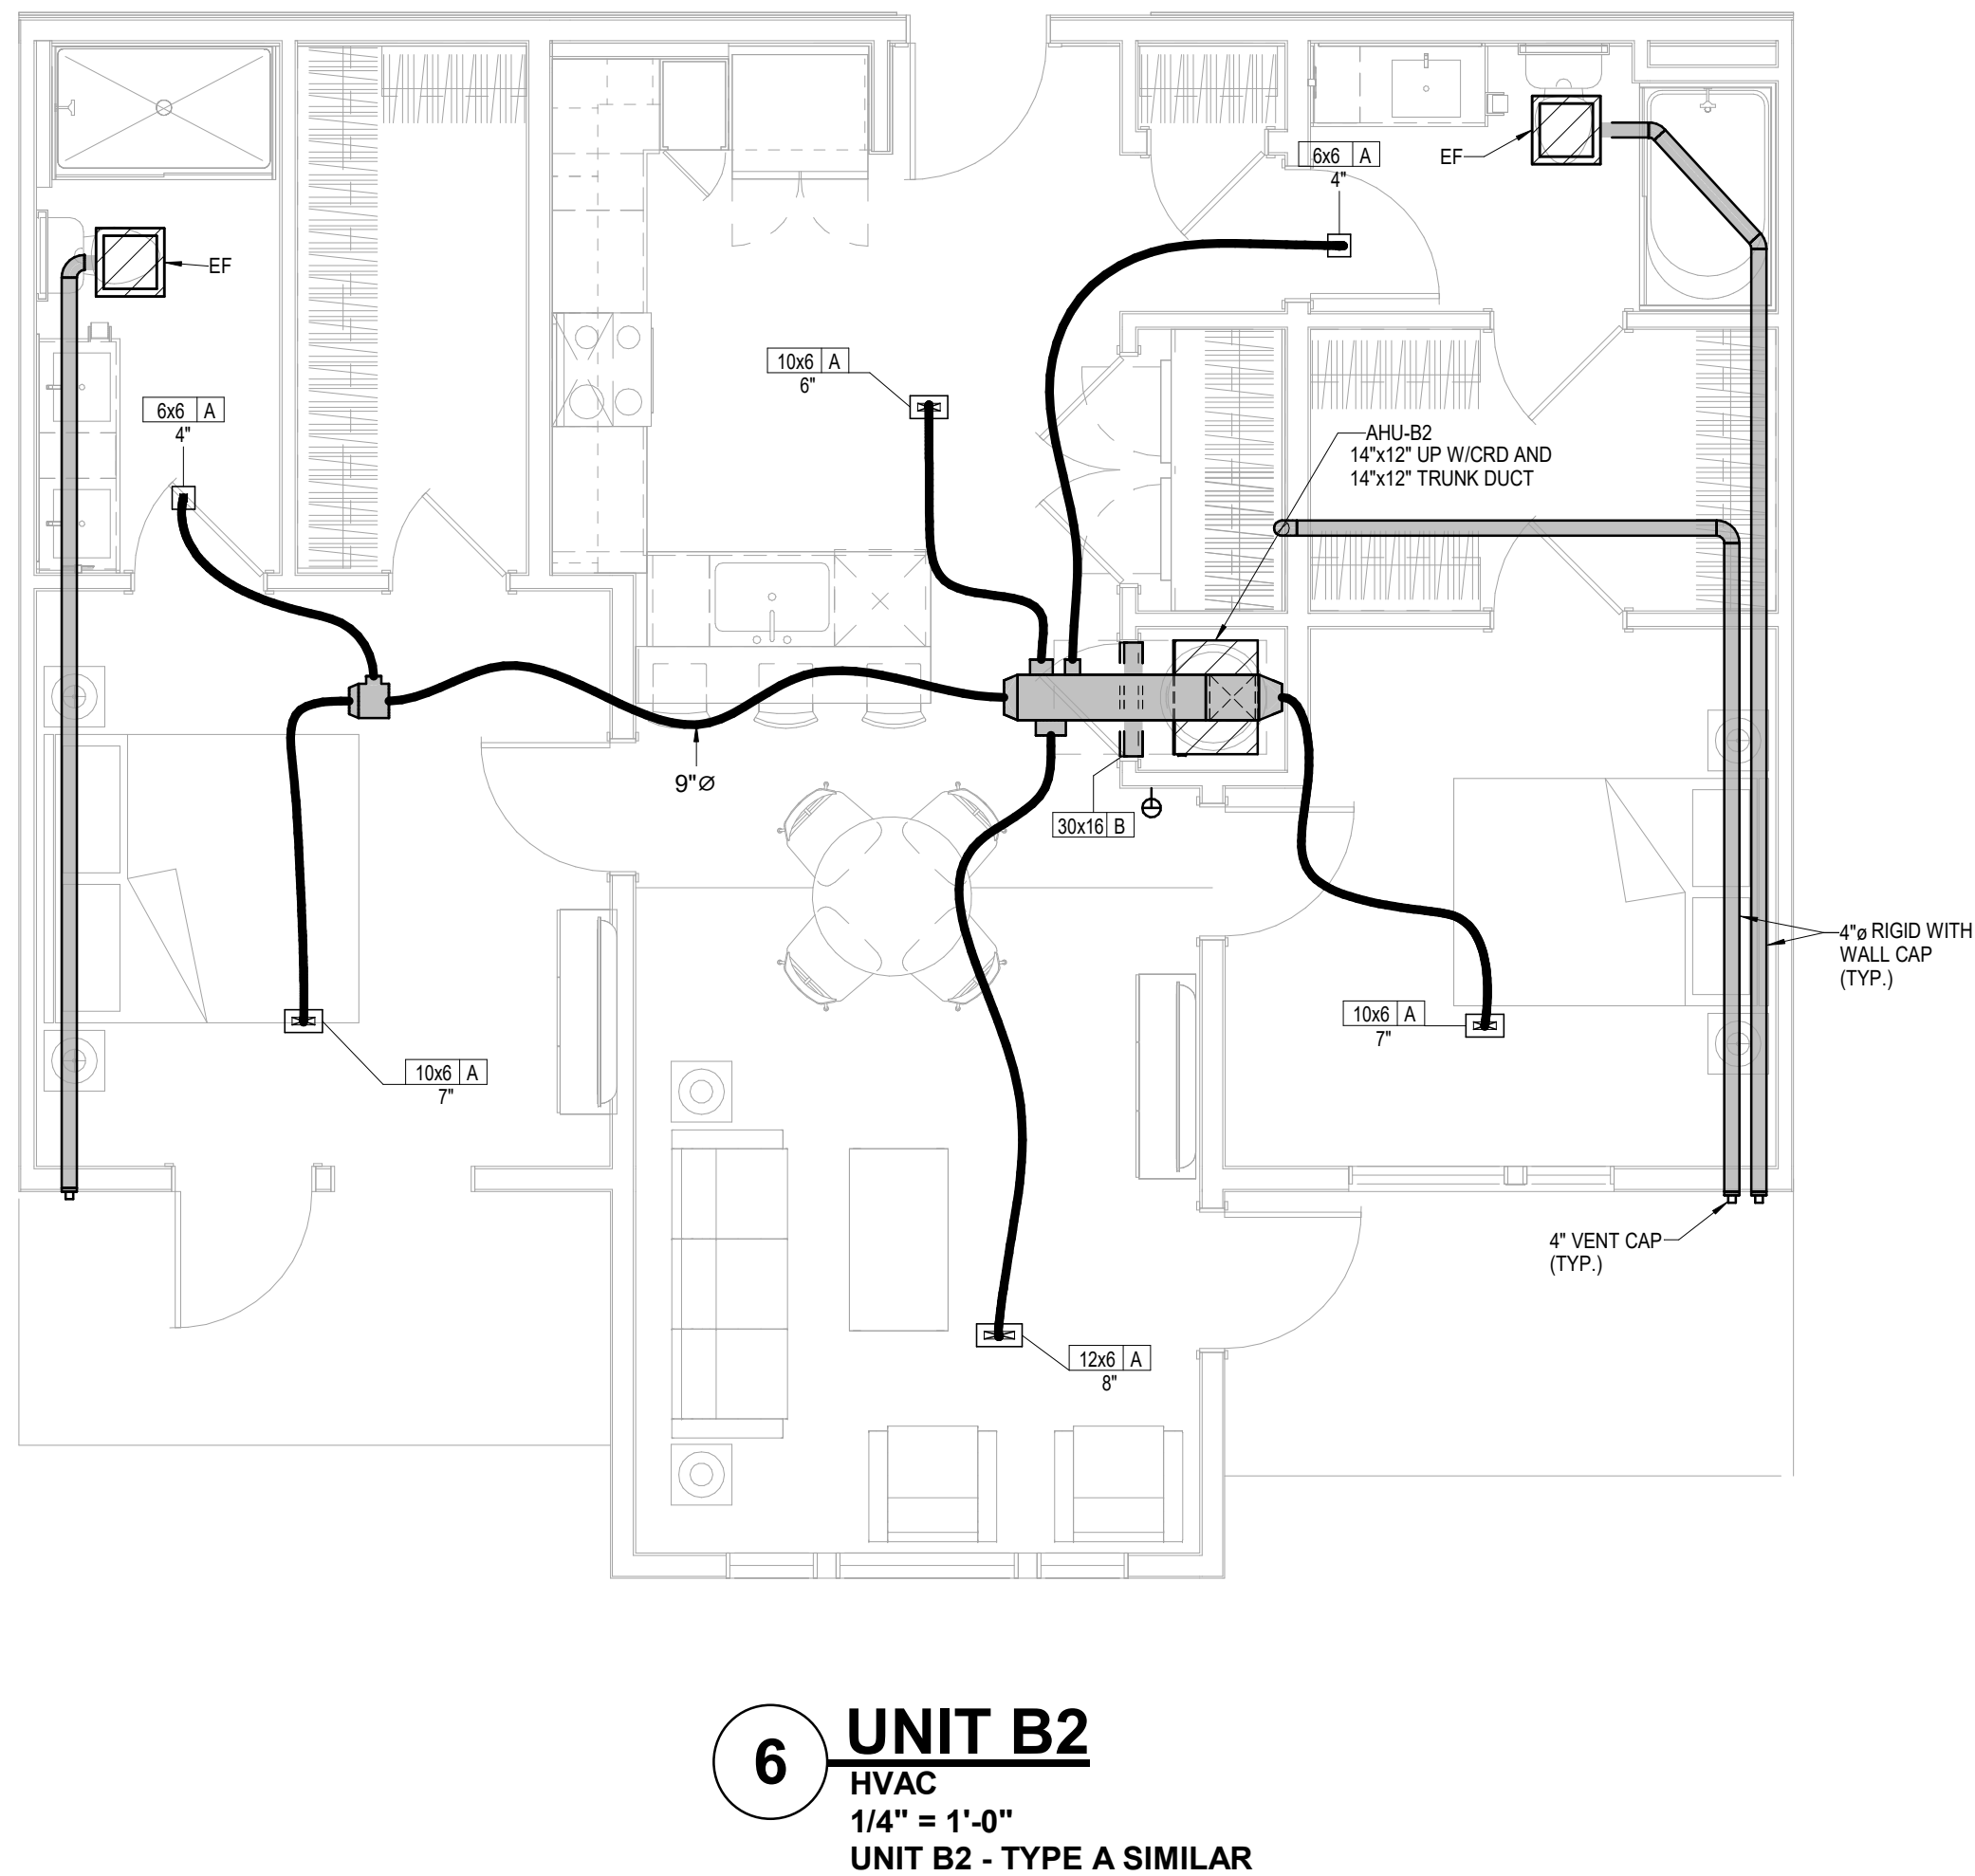 6x6 A
4"
EF
EF
10x6 A
6"
6x6 A
4"
AHU-B2
14"x12" UP W/CRD AND
14"x12" TRUNK DUCT
9"Ø
30x16 B
4"ø RIGID WITH
WALL CAP
(TYP.)
10x6 A
7"
10x6 A
7"
4" VENT CAP
(TYP.)
12x6 A
8"
6
UNIT B2
HVAC
1/4" = 1'-0"
UNIT B2 - TYPE A SIMILAR